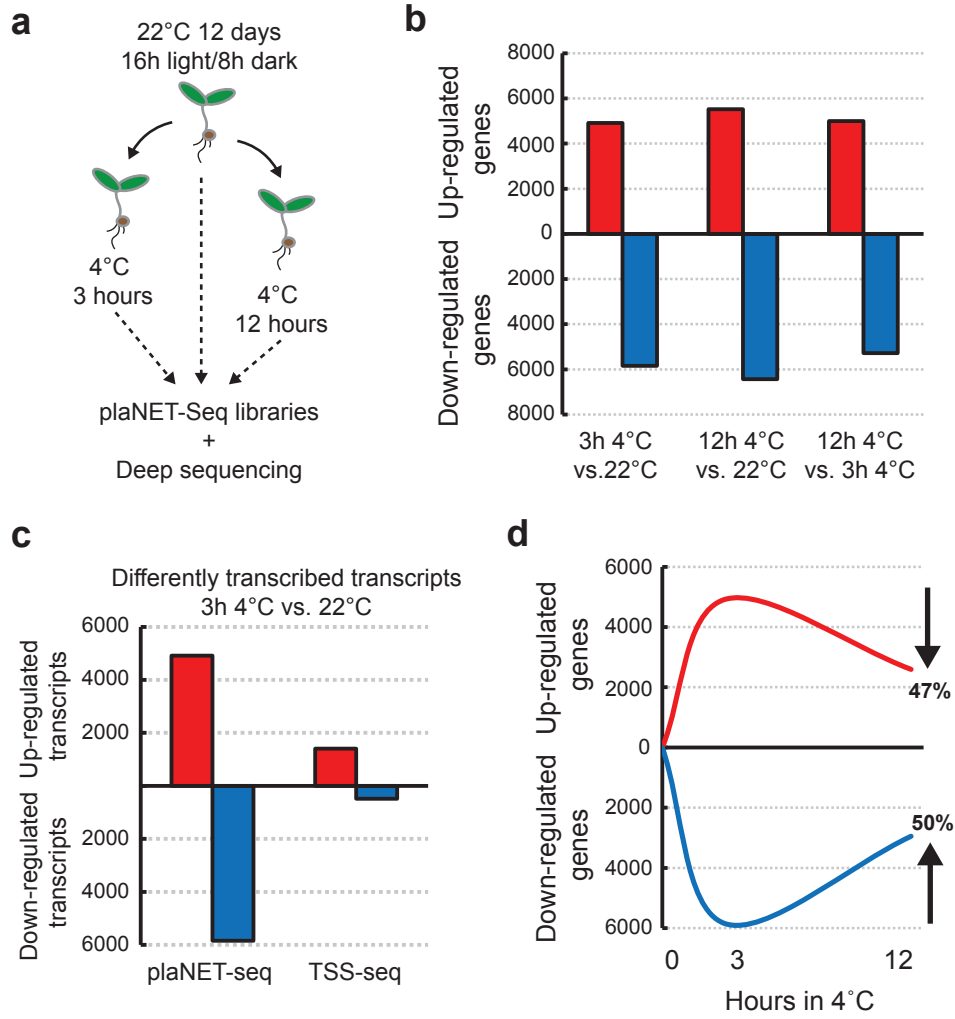 a
22°C 12 days
16h light/8h dark
4°C
3 hours
4°C
12 hours
plaNET-Seq libraries
+
Deep sequencing
b
Up-regulated
genes
Down-regulated
genes
8000
6000
4000
2000
0
2000
4000
6000
8000
3h 4°C
vs.22°C
12h 4°C
vs. 22°C
12h 4°C
vs. 3h 4°C
c
Differently transcribed transcripts
3h 4°C vs. 22°C
Up-regulated
transcripts
Down-regulated
transcripts
6000
4000
2000
2000
4000
6000
plaNET-seq
TSS-seq
d
Up-regulated
genes
Down-regulated
genes
6000
4000
2000
0
2000
4000
6000
47%
50%
0
3
12
Hours in 4°C